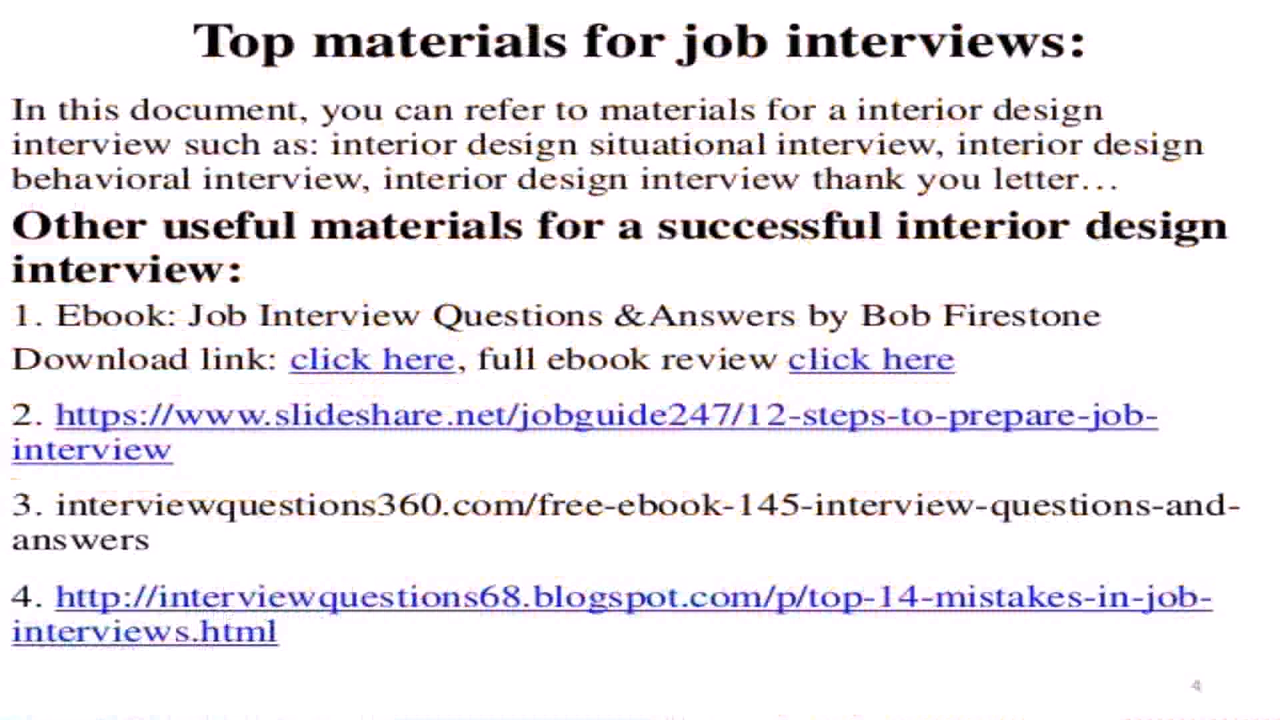 Top materials for job interviews:
In this document, you can refer to materials for a interior design
interview such as: interior design situational interview, interior design
behavioral interview, interior design interview thank you letter…
Other useful materials for a successful interior design
interview:
1. Ebook: Job Interview Questions &Answers by Bob Firestone
Download link: click here, full ebook review click here
2. https://www.slideshare.net/jobguide247/12-steps-to-prepare-job-
interview
3. interviewquestions360.com/free-ebook-145-interview-questions-and-
answers
4. http://interviewquestions68.blogspot.com/p/top-14-mistakes-in-job-
interviews.html
4